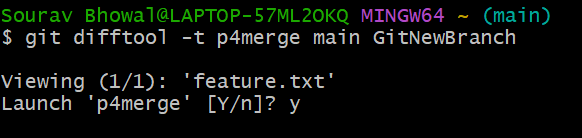 Sourav Bhowal@LAPTOP-57ML2OKQ MINGW64 ~ (main)
$ git difftool -t p4merge main GitNewBranch
Viewing (1/1): 'feature.txt'
Launch 'p4merge' [Y/n]? y